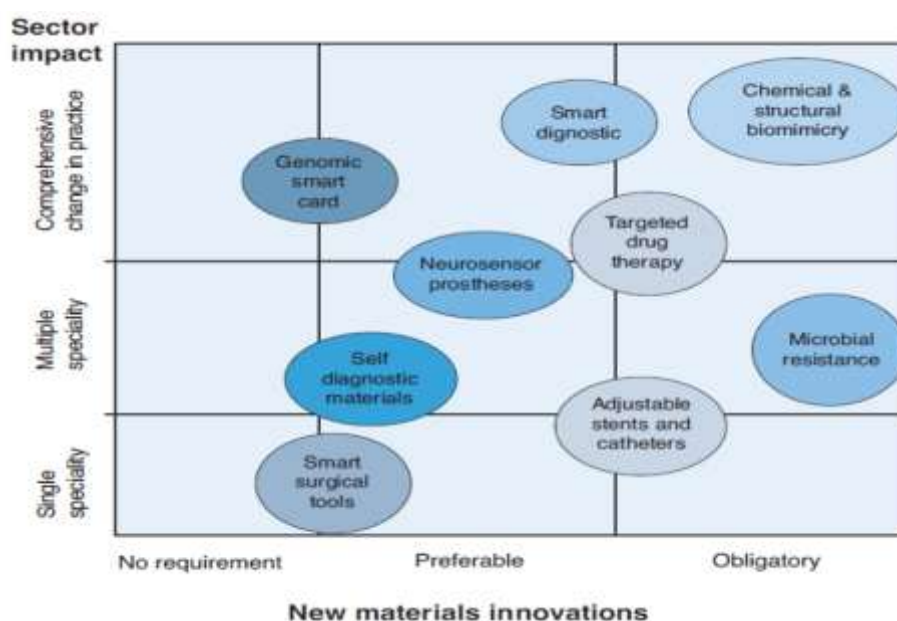 Sector
impact
Comprehensive
change in practice
Multiple
speciality
Single
speciality
Smart
dignostic
Chemical &
structural
biomimicry
Genomic
smart
card
Targeted
drug
therapy
Neurosensor
prostheses
Microbial
resistance
Self
diagnostic
materials
Adjustable
stents and
catheters
Smart
surgical
tools
No requirement
Preferable
Obligatory
New materials innovations